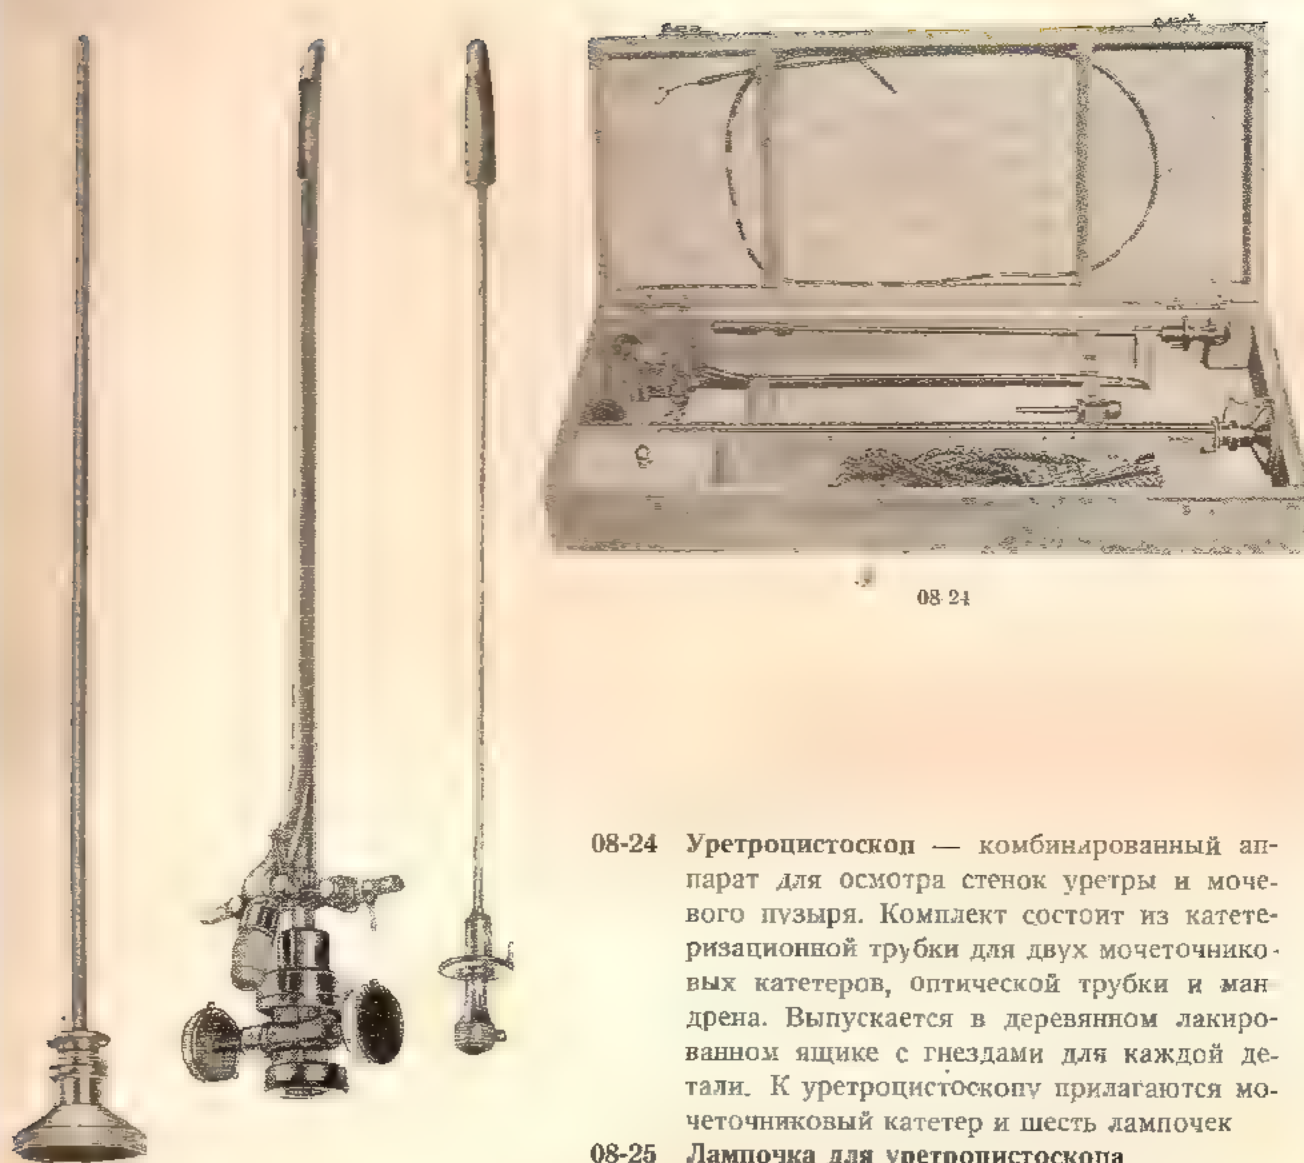 08-24
08-24 Уретроцистоскоп — комбинированный ап-
парат для осмотра стенок уретры и моче-
вого пузыря. Комплект состоит из катете-
ризационной трубки для двух мочеточнико-
вых катетеров, оптической трубки и ман
дрена. Выпускается в деревянном лакиро-
ванном ящике с гнездами для каждой де-
тали. К уретроцистоскопу прилагаются мо-
четочниковый катетер и шесть лампочек
08-25 Лампочка для уретроцистоскопа